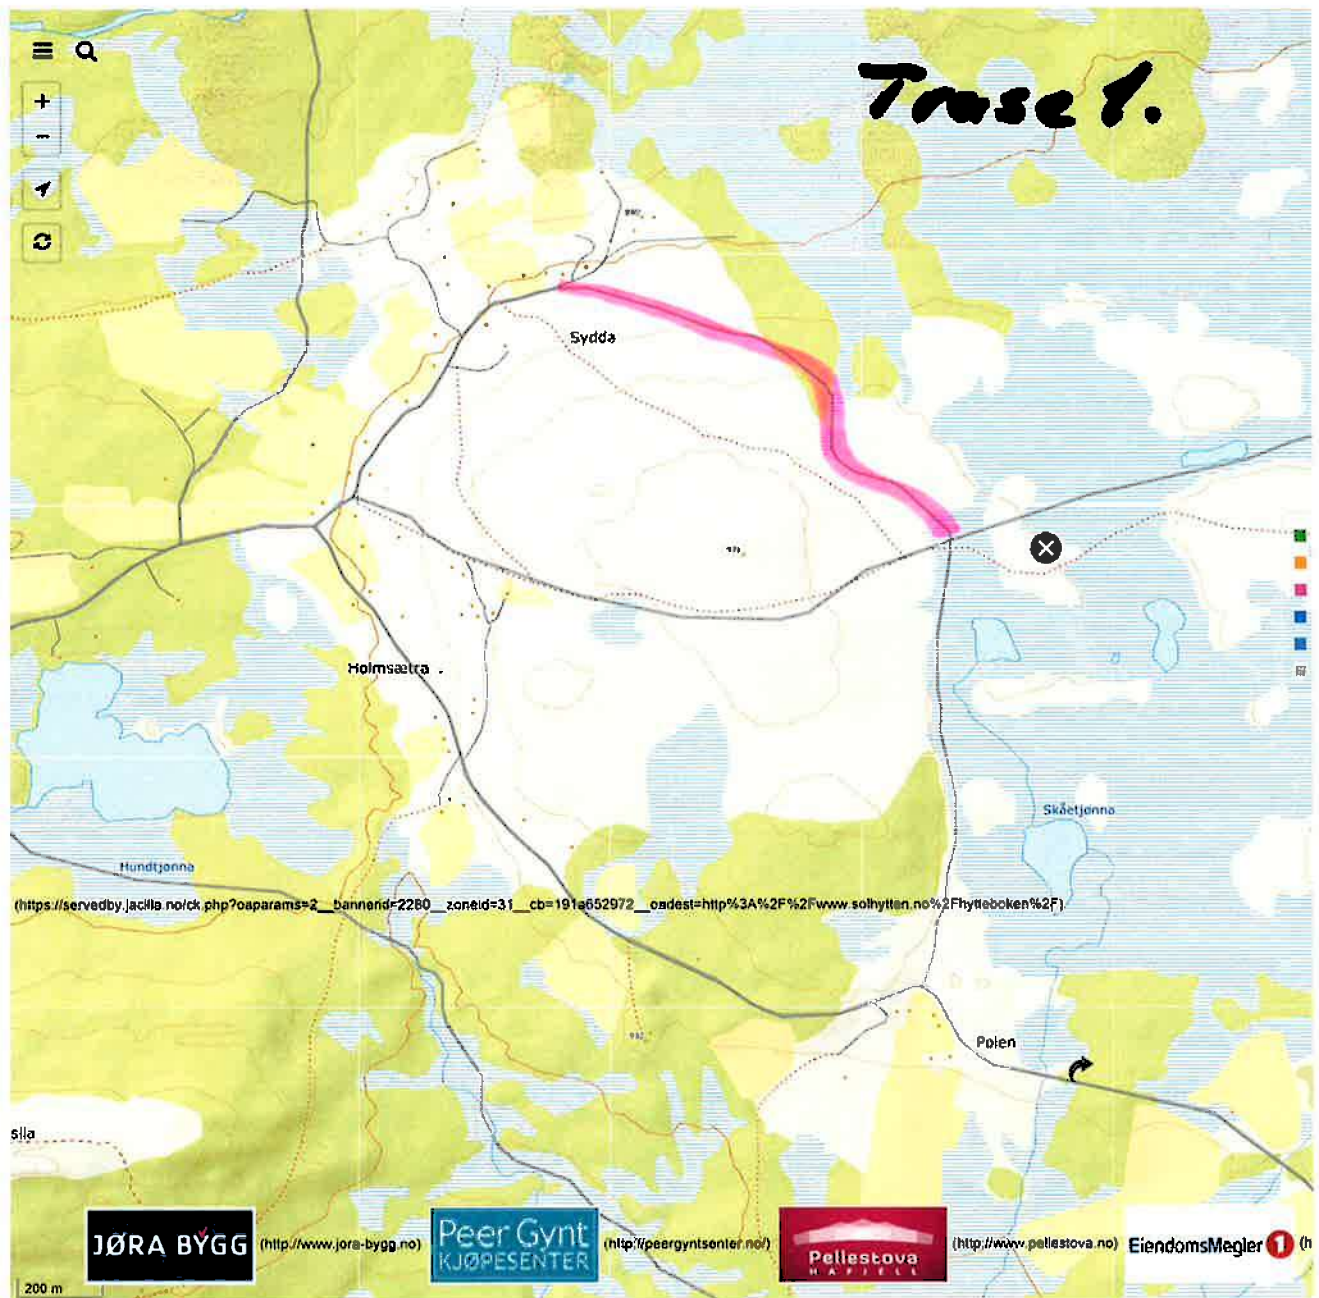 Trase 1.
Sydda
Holmsætra
Skåetjønna
Hundtjønna
(https://servedby.jaciila.no/ck.php?oaparams=2__bannerid=2280__zoneid=31__cb=191a652972__oadest=http%3A%2F%2Fwww.solhytten.no%2Fhytteboken%2F)
Polen
sila
JØRA BYGG (http://www.jora-bygg.no)
Peer Gynt
KJØPESENTER
(http://peergyntsenter.no/)
Pellestova
HAFJELL
(http://www.pellestova.no)
EiendomsMegler 1 (h
200 m